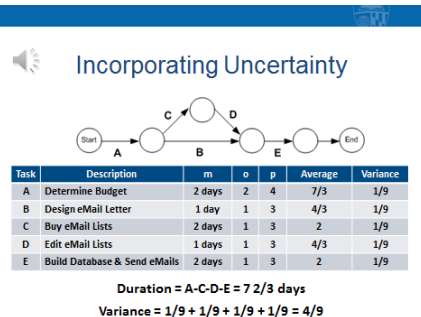 Incorporating Uncertainty
C D
Start End
A B E
Task Description m o p Average Variance
A Determine Budget 2 days 2 4 7/3 1/9
B Design eMail Letter 1 day 1 3 4/3 1/9
C Buy eMail Lists 2 days 1 3 2 1/9
D Edit eMail Lists 1 days 1 3 4/3 1/9
E Build Database & Send eMails 2 days 1 3 2 1/9
Duration = A-C-D-E = 7 2/3 days
Variance = 1/9 + 1/9 + 1/9 + 1/9 = 4/9